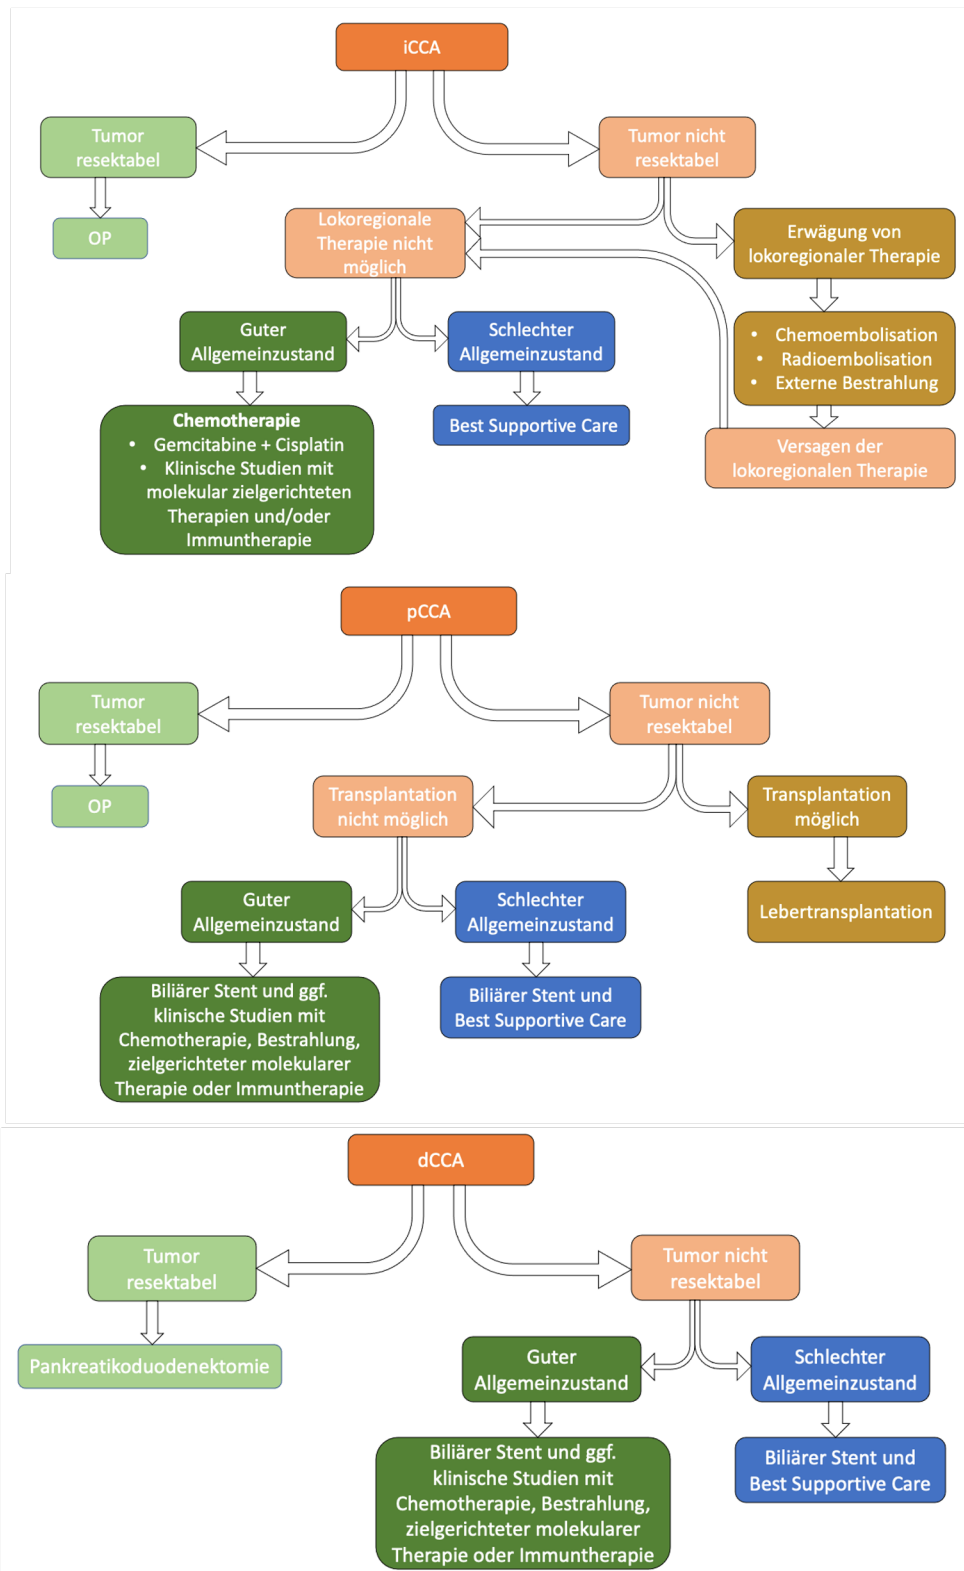 iCCA
Tumor
resektabel
Tumor nicht
resektabel
OP
Lokoregionale
Therapie nicht
möglich
Erwägung von
lokoregionaler Therapie
Guter
Allgemeinzustand
Schlechter
Allgemeinzustand
• Chemoembolisation
• Radioembolisation
• Externe Bestrahlung
Chemotherapie
• Gemcitabine + Cisplatin
• Klinische Studien mit
molekular zielgerichteten
Therapien und/oder
Immuntherapie
Best Supportive Care
Versagen der
lokoregionalen Therapie
pCCA
Tumor
resektabel
Tumor nicht
resektabel
OP
Transplantation
nicht möglich
Transplantation
möglich
Guter
Allgemeinzustand
Schlechter
Allgemeinzustand
Lebertransplantation
Biliärer Stent und ggf.
klinische Studien mit
Chemotherapie, Bestrahlung,
zielgerichteter molekularer
Therapie oder Immuntherapie
Biliärer Stent und
Best Supportive Care
dCCA
Tumor
resektabel
Tumor nicht
resektabel
Pankreatikoduodenektomie
Guter
Allgemeinzustand
Schlechter
Allgemeinzustand
Biliärer Stent und ggf.
klinische Studien mit
Chemotherapie, Bestrahlung,
zielgerichteter molekularer
Therapie oder Immuntherapie
Biliärer Stent und
Best Supportive Care